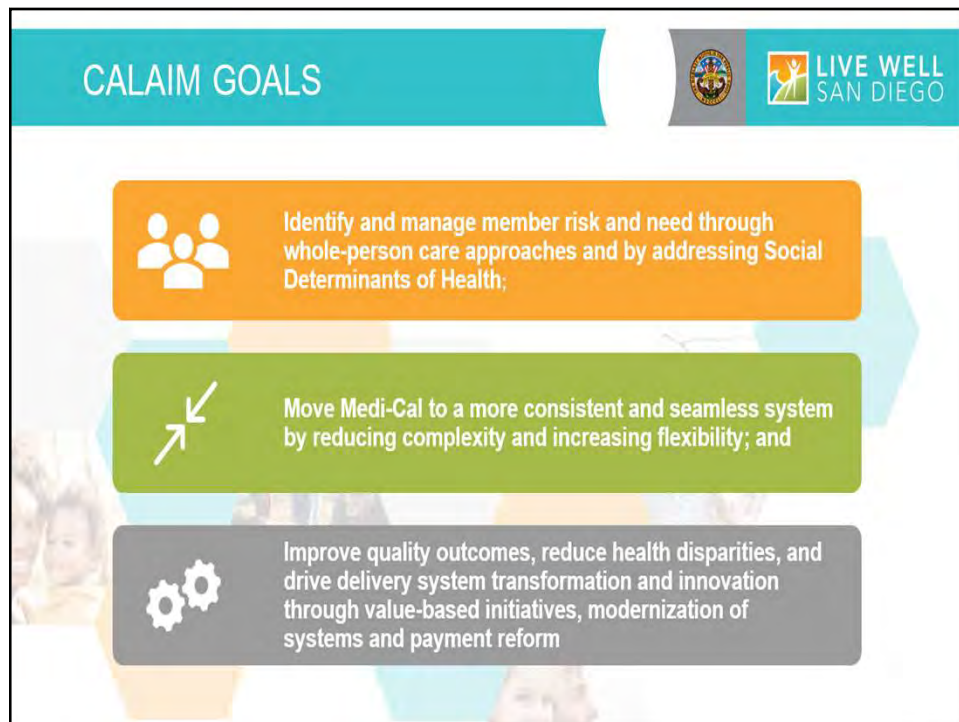 CALAIM GOALS
LIVE WELL
SAN DIEGO
Identify and manage member risk and need through
whole-person care approaches and by addressing Social
Determinants of Health;
Move Medi-Cal to a more consistent and seamless system
by reducing complexity and increasing flexibility; and
Improve quality outcomes, reduce health disparities, and
drive delivery system transformation and innovation
through value-based initiatives, modernization of
systems and payment reform